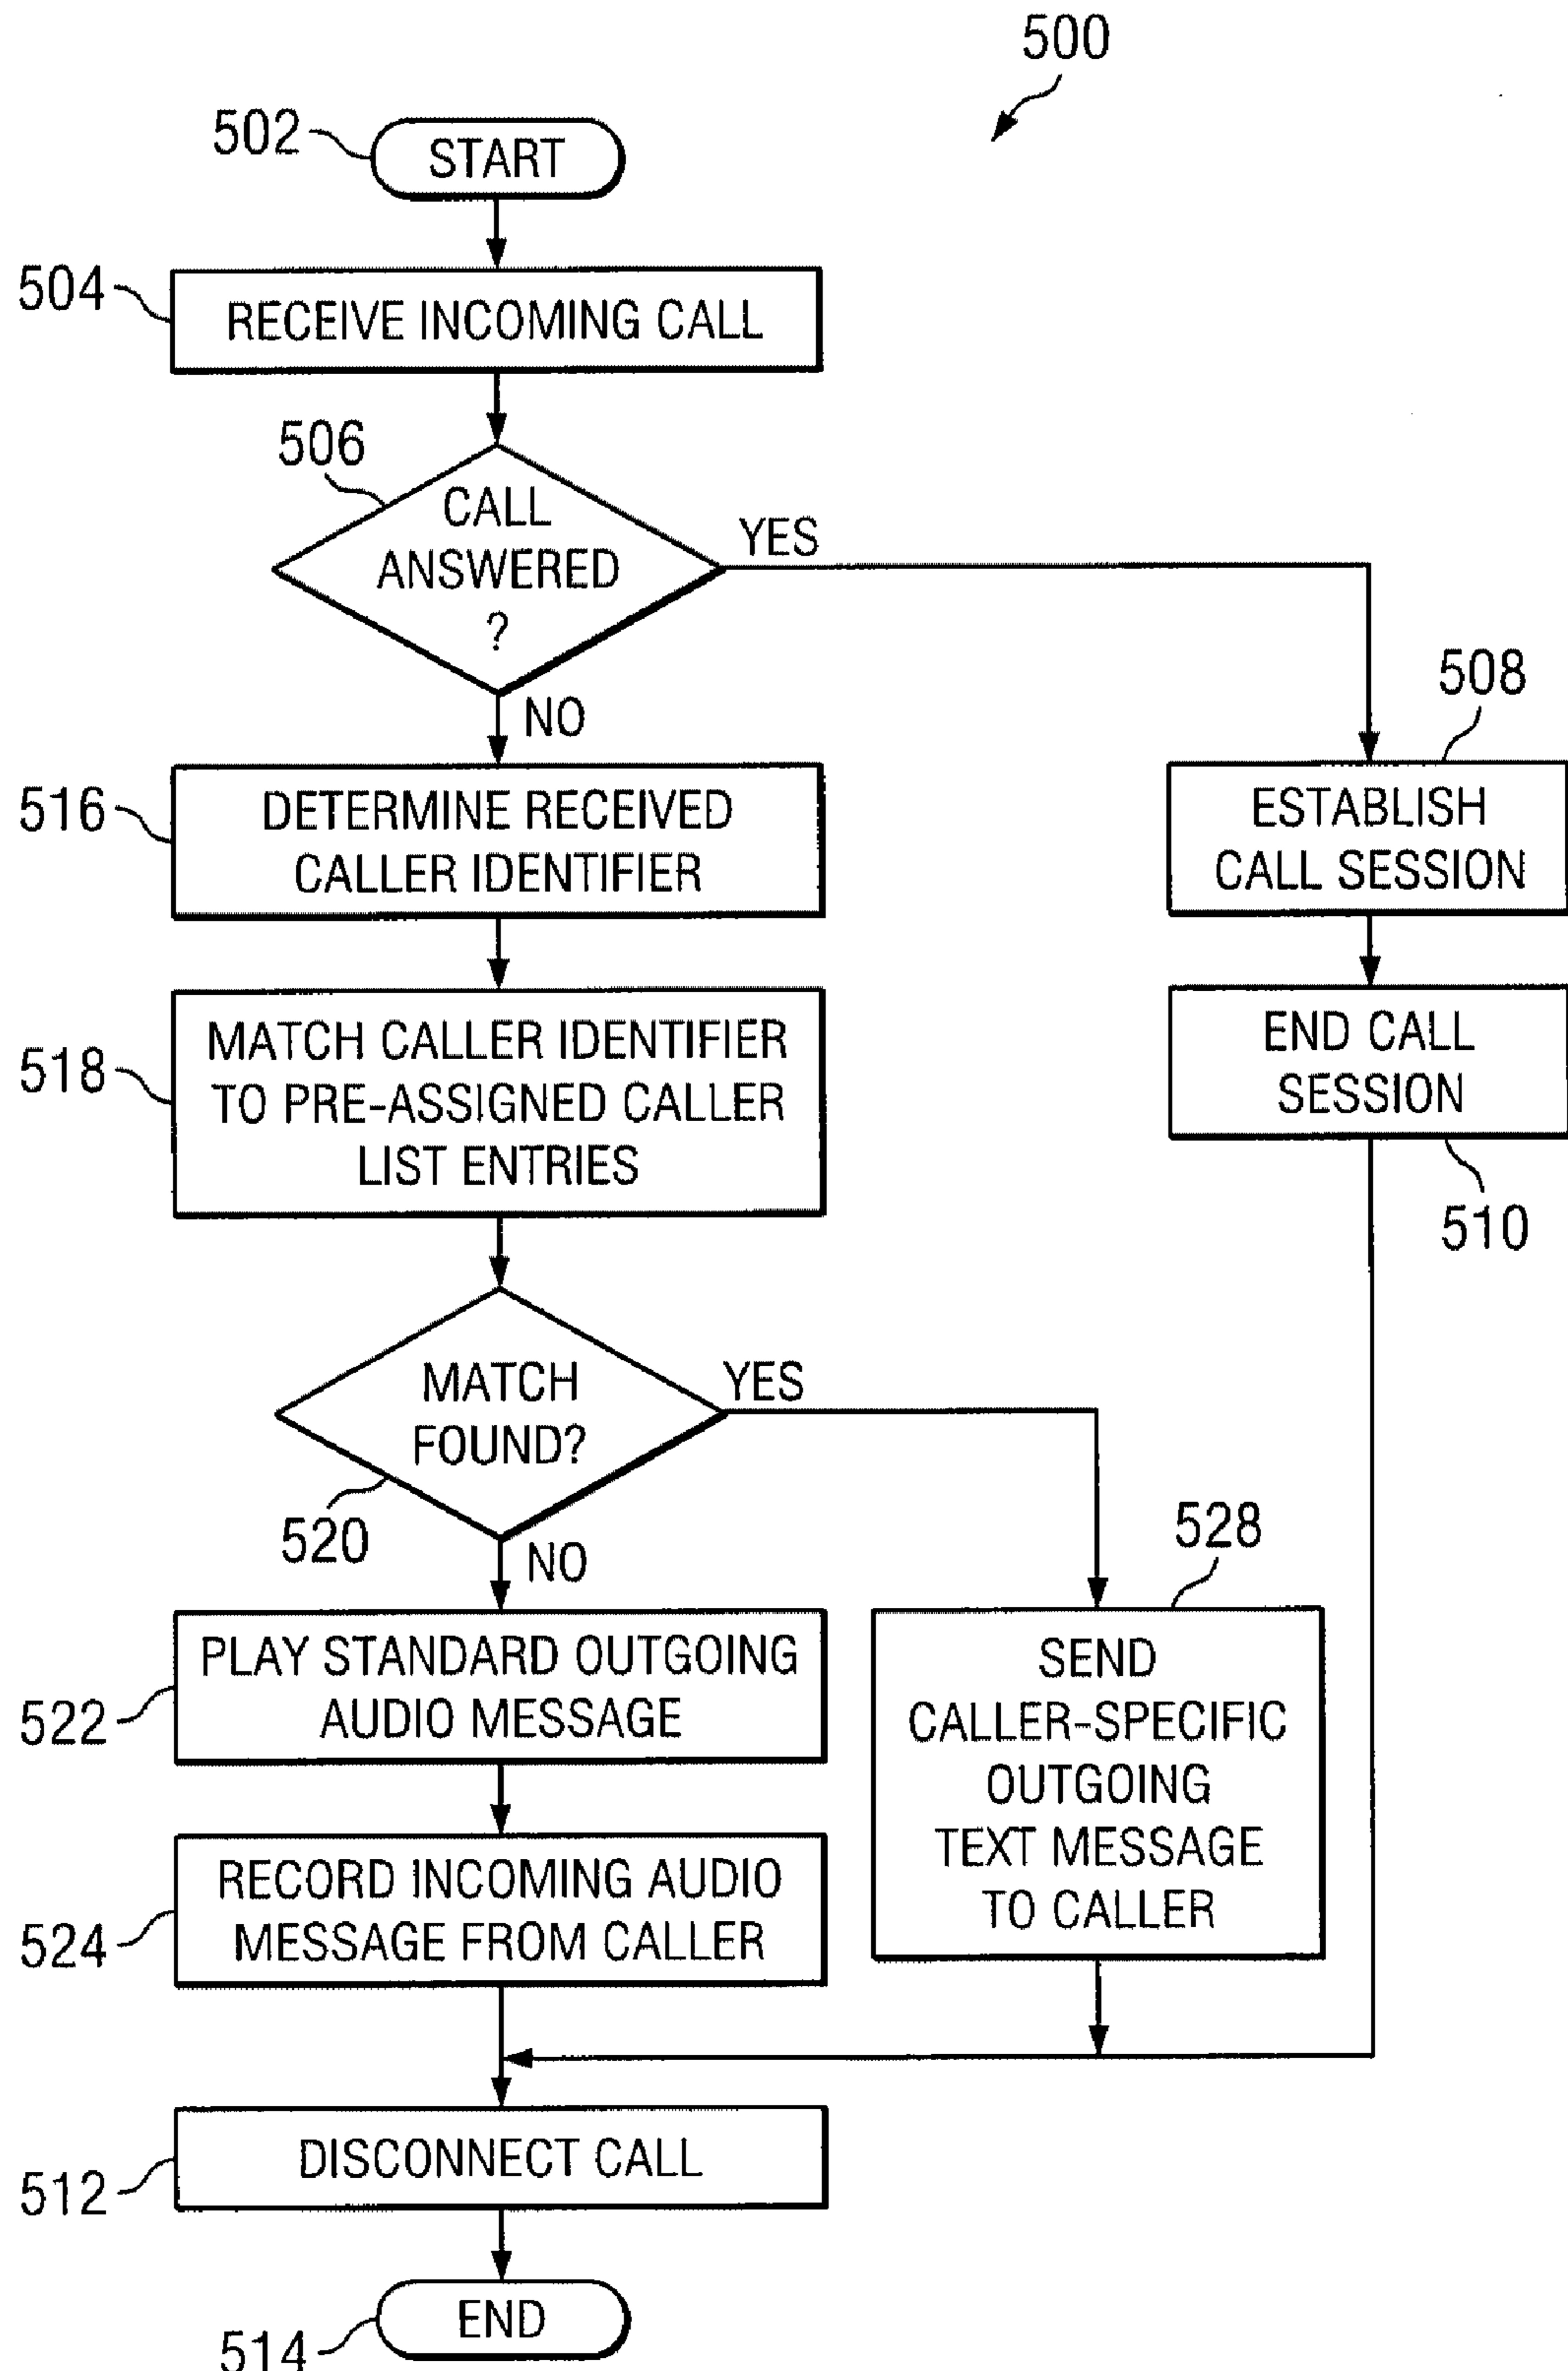 500
502
START
504
RECEIVE INCOMING CALL
506
CALL
ANSWERED
?
YES
NO
508
ESTABLISH
CALL SESSION
516
DETERMINE RECEIVED
CALLER IDENTIFIER
END CALL
SESSION
510
518
MATCH CALLER IDENTIFIER
TO PRE-ASSIGNED CALLER
LIST ENTRIES
MATCH
FOUND?
YES
520
NO
528
SEND
CALLER-SPECIFIC
OUTGOING
TEXT MESSAGE
TO CALLER
522
PLAY STANDARD OUTGOING
AUDIO MESSAGE
524
RECORD INCOMING AUDIO
MESSAGE FROM CALLER
512
DISCONNECT CALL
514
END